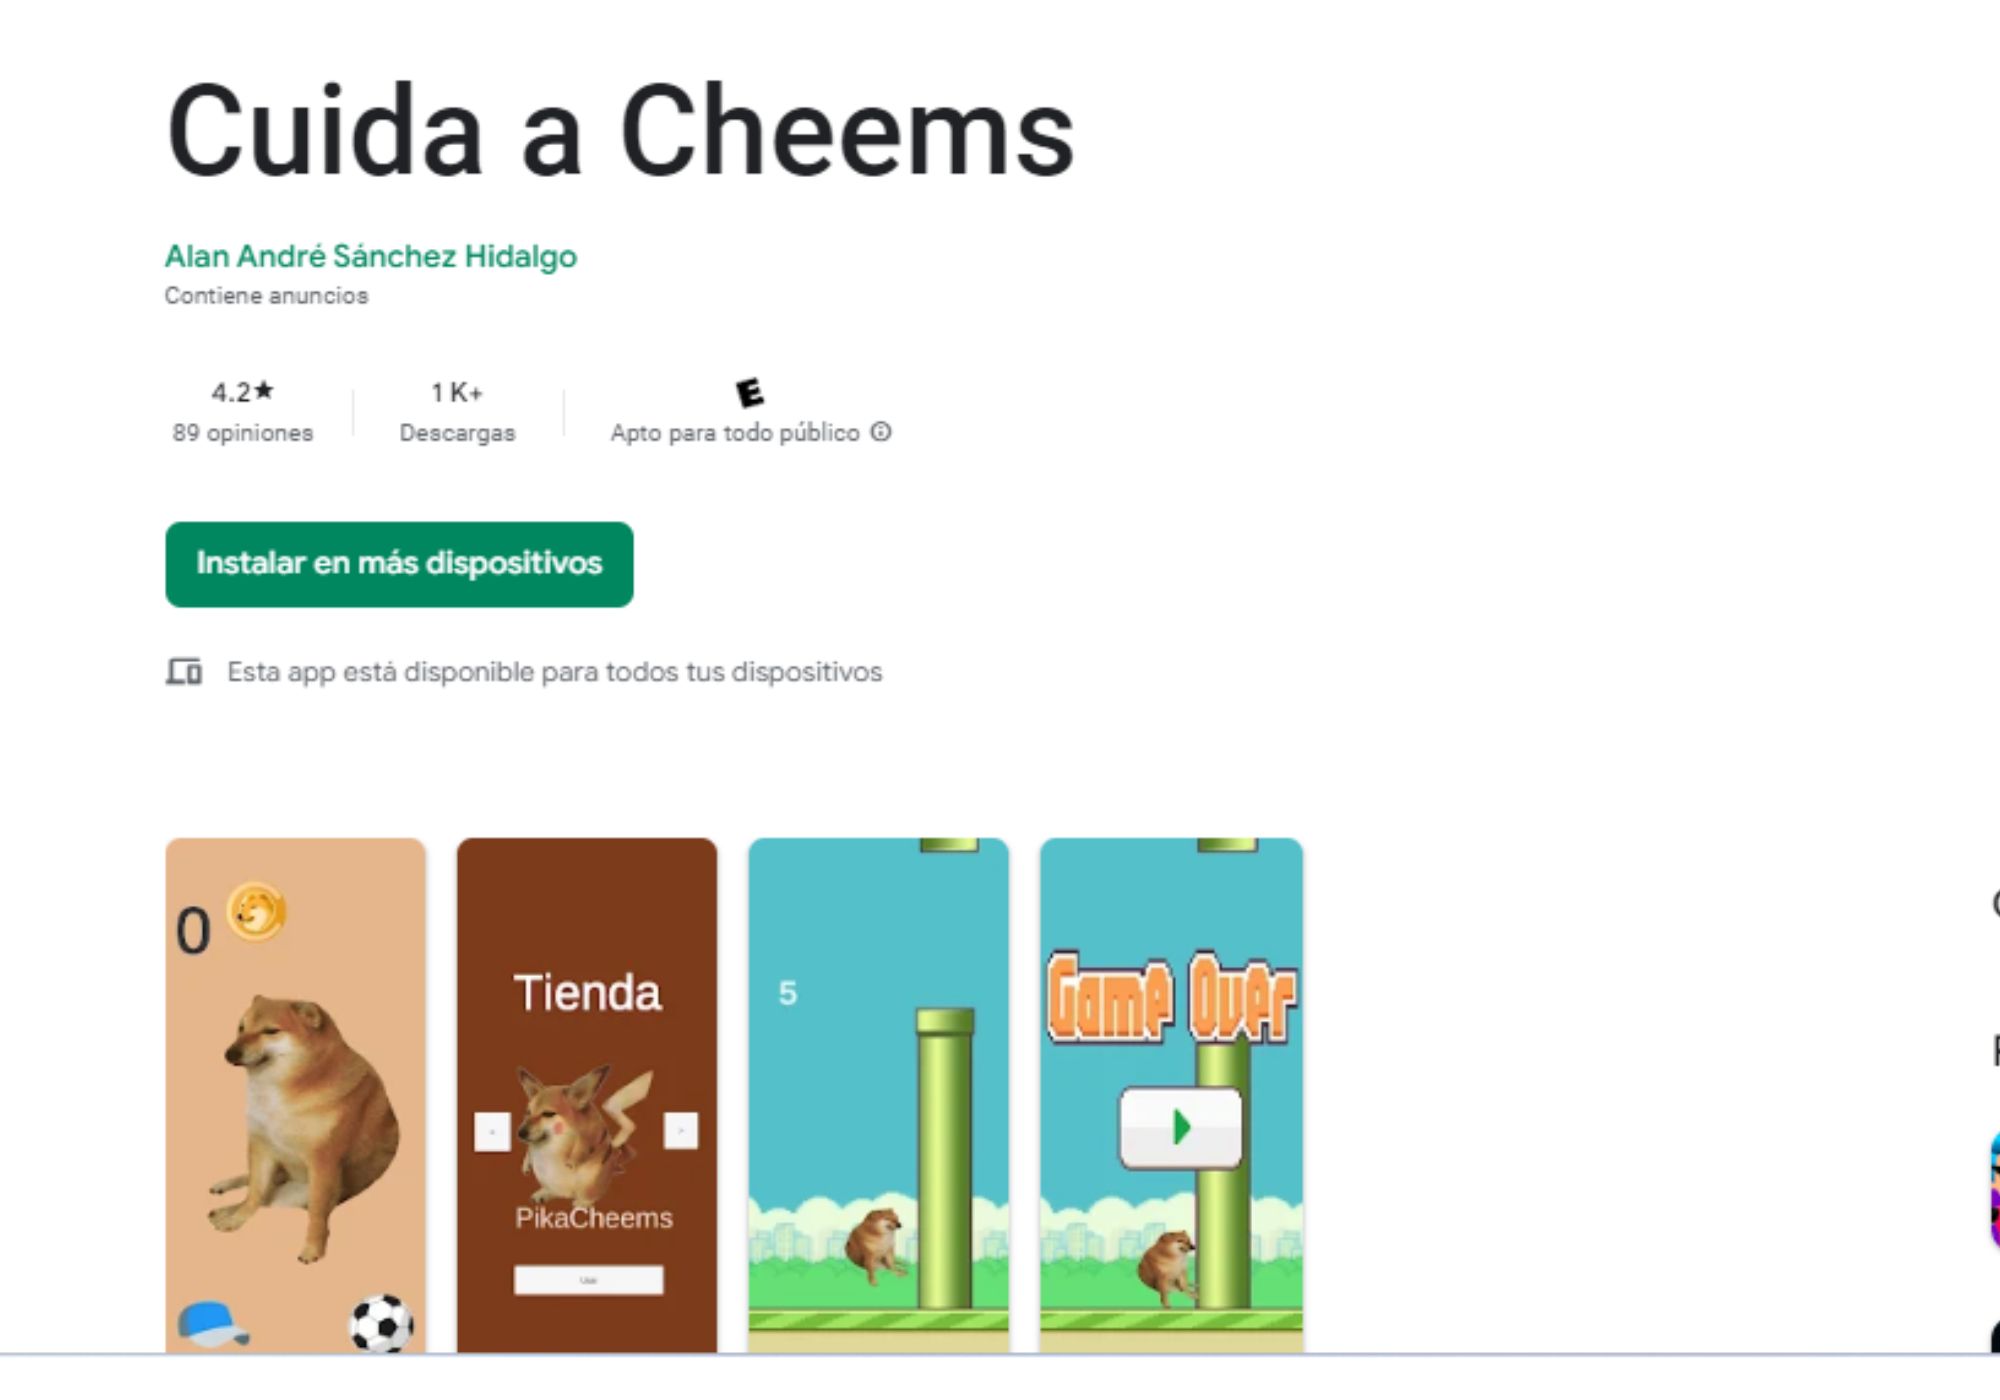 Cuida a Cheems
Alan André Sánchez Hidalgo
Contiene anuncios
4.2★
89 opiniones
1 K+
Descargas
E
Apto para todo público
Instalar en más dispositivos
Esta app está disponible para todos tus dispositivos
0
Tienda
PikaCheems
5
Game Over